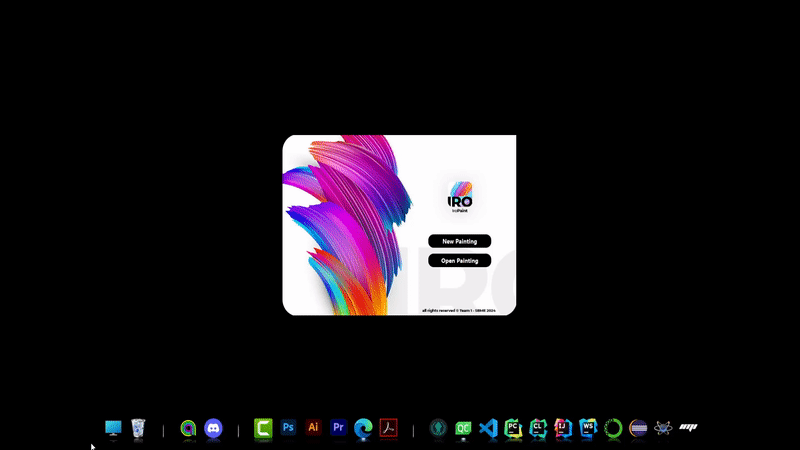 IRO
IroPaint
New Painting
Open Painting
IRO
all rights reserved © Team 1 - SBME 2024
Ps
Ai
Pr
QC
PC
CL
IJ
WS